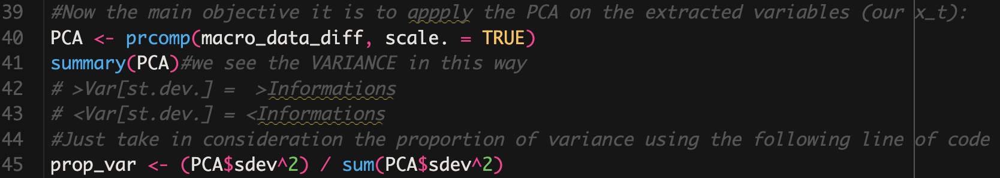 39 #Now the main objective it is to appply the PCA on the extracted variables (our x_t):
40 PCA <- prcomp(macro_data_diff, scale. = TRUE)
41 summary(PCA)#we see the VARIANCE in this way
42 # >Var[st.dev.] =  >Informations
43 # <Var[st.dev.] = <Informations
44 #Just take in consideration the proportion of variance using the following line of code
45 prop_var <- (PCA$sdev^2) / sum(PCA$sdev^2)